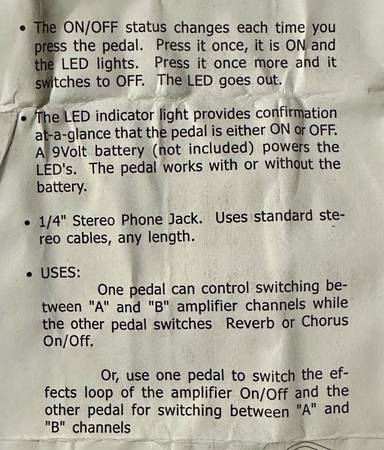 • The ON/OFF status changes each time you
press the pedal. Press it once, it is ON and
the LED lights. Press it once more and it
switches to OFF. The LED goes out.
• The LED indicator light provides confirmation
at-a-glance that the pedal is either ON or OFF.
A 9Volt battery (not included) powers the
LED's. The pedal works with or without the
battery.
• 1/4" Stereo Phone Jack. Uses standard ste-
reo cables, any length.
• USES:
One pedal can control switching be-
tween "A" and "B" amplifier channels while
the other pedal switches Reverb or Chorus
On/Off.
Or, use one pedal to switch the ef-
fects loop of the amplifier On/Off and the
other pedal for switching between "A" and
"B" channels